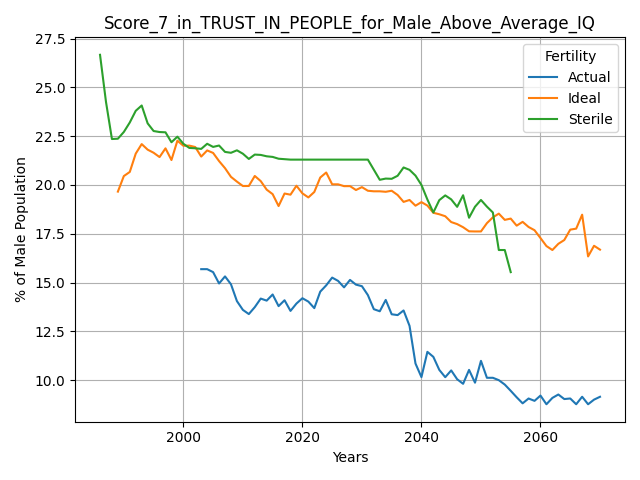 Score_7_in_TRUST_IN_PEOPLE_for_Male_Above_Average_IQ
27.5
25.0
22.5
20.0
17.5
15.0
12.5
10.0
% of Male Population
Fertility
Actual
Ideal
Sterile
2000 2020 2040 2060
Years